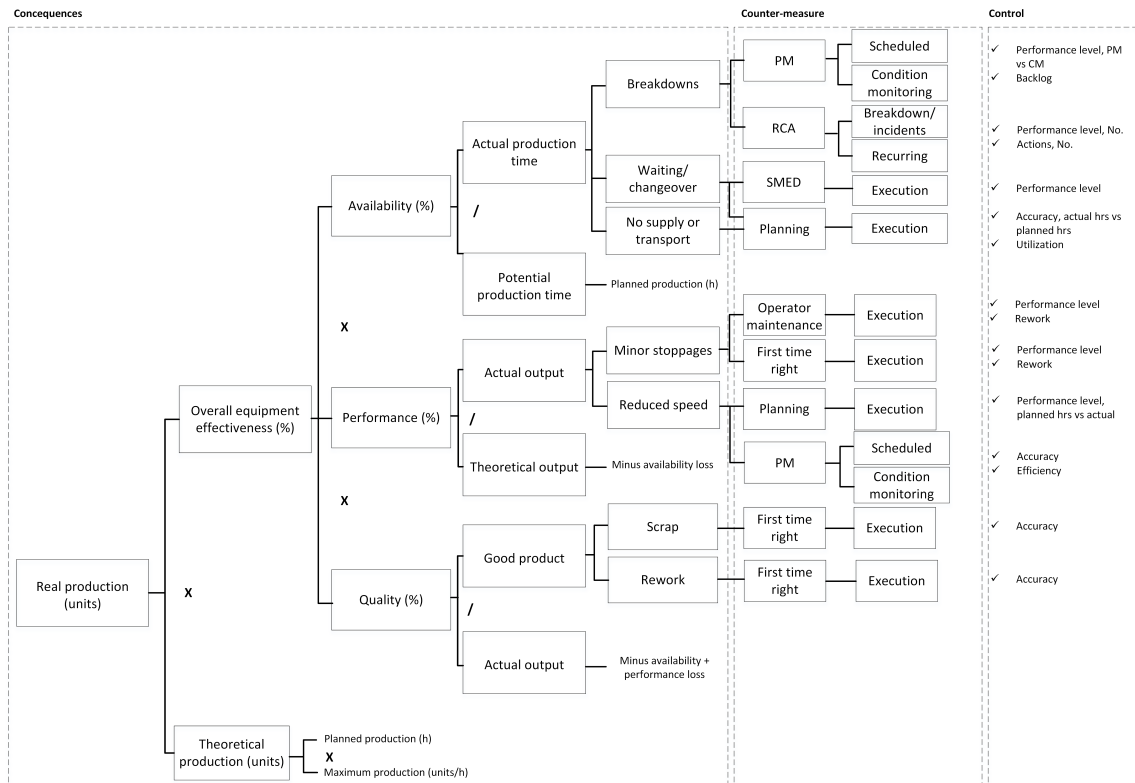 Concequences
Counter-measure
Control
Real production
(units)
X
Overall equipment
effectiveness (%)
Theoretical
production (units)
Planned production (h)
X
Maximum production (units/h)
Availability (%)
X
Performance (%)
X
Quality (%)
Actual production
time
/
Potential
production time
Planned production (h)
Actual output
/
Theoretical output
Minus availability loss
Good product
/
Actual output
Minus availability +
performance loss
Breakdowns
Waiting/
changeover
No supply or
transport
Minor stoppages
Reduced speed
Scrap
Rework
PM
Scheduled
Condition
monitoring
RCA
Breakdown/
incidents
Recurring
SMED
Execution
Planning
Execution
Operator
maintenance
Execution
First time
right
Execution
Planning
Execution
PM
Scheduled
Condition
monitoring
First time
right
Execution
First time
right
Execution
✓ Performance level, PM
vs CM
✓ Backlog
✓ Performance level, No.
✓ Actions, No.
✓ Performance level
✓ Accuracy, actual hrs vs
planned hrs
✓ Utilization
✓ Performance level
✓ Rework
✓ Performance level
✓ Rework
✓ Performance level,
planned hrs vs actual
✓ Accuracy
✓ Efficiency
✓ Accuracy
✓ Accuracy